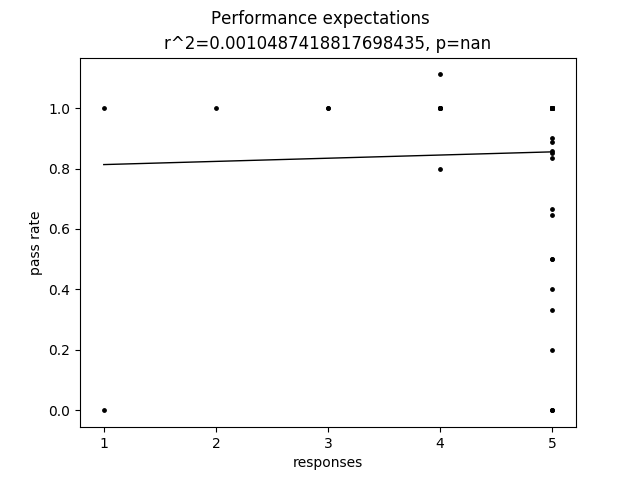 Performance expectations
r^2=0.0010487418817698435, p=nan
1.0
0.8
0.6
0.4
0.2
0.0
pass rate
1 2 3 4 5
responses